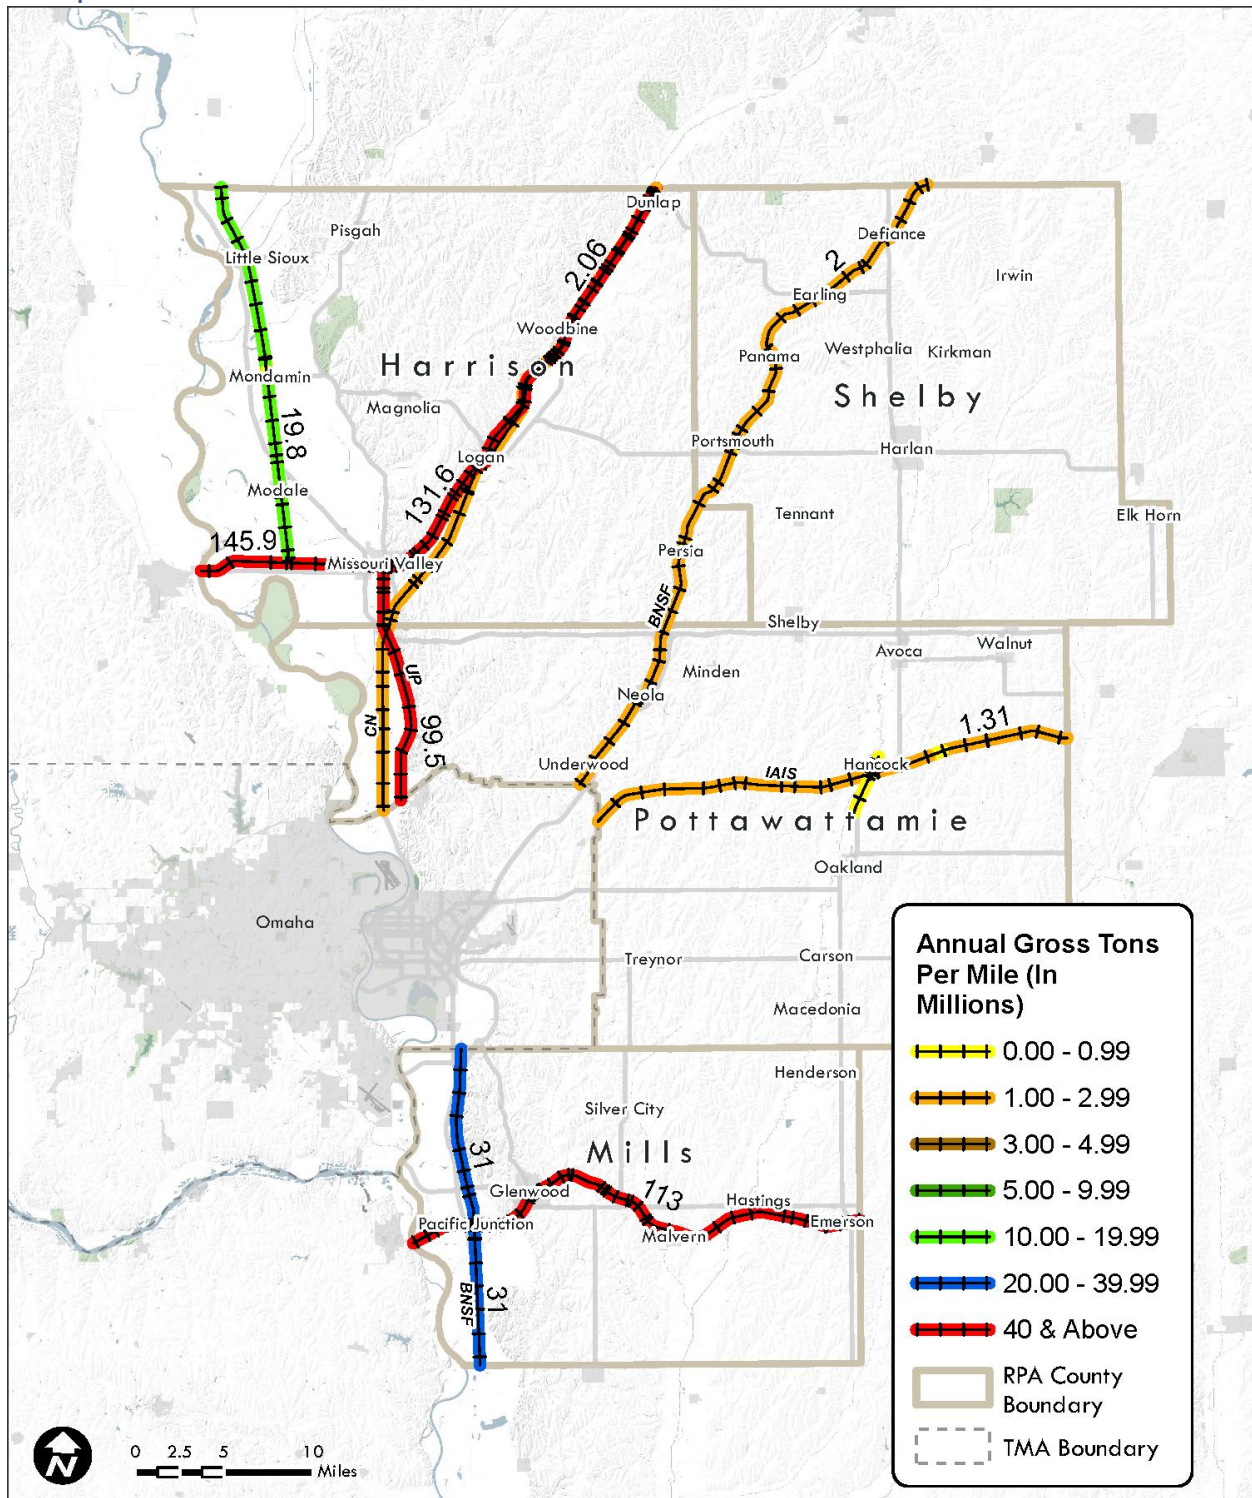 Dunlap
Pisgah
Defiance
Little Sioux
2.06
2
Irwin
Earling
Woodbine
Westphalia
Kirkman
Panama
Harrison
Mondamin
Shelby
Magnolia
19.8
Portsmouth
Harlan
Logan
131.6
Modale
Tennant
Elk Horn
145.9
Persia
Missouri Valley
BNSF
Shelby
Walnut
Avoca
UP
Minden
Neola
CN
99.5
1.31
Underwood
Hancock
IAIS
Pottawattamie
Oakland
Omaha
Treynor
Carson
Macedonia
Henderson
Silver City
31
Mills
Glenwood
113
Hastings
Pacific Junction
Emerson
Malvern
BNSF
31
Annual Gross Tons
Per Mile (In
Millions)
0.00 - 0.99
1.00 - 2.99
3.00 - 4.99
5.00 - 9.99
10.00 - 19.99
20.00 - 39.99
40 & Above
RPA County
Boundary
TMA Boundary
N
0 2.5 5 10
Miles